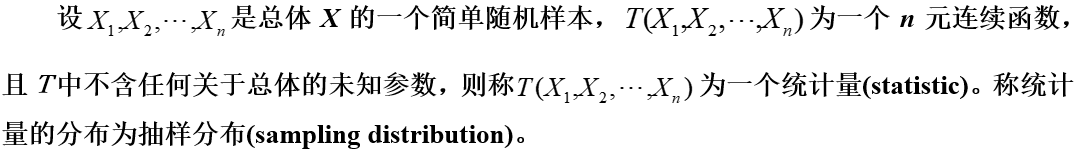 设 X₁,X₂,⋯,Xₙ 是总体 X 的一个简单随机样本，T(X₁,X₂,⋯,Xₙ) 为一个 n 元连续函数，
且 T中不含任何关于总体的未知参数，则称T(X₁,X₂,⋯,Xₙ) 为一个统计量(statistic)。称统计
量的分布为抽样分布(sampling distribution)。